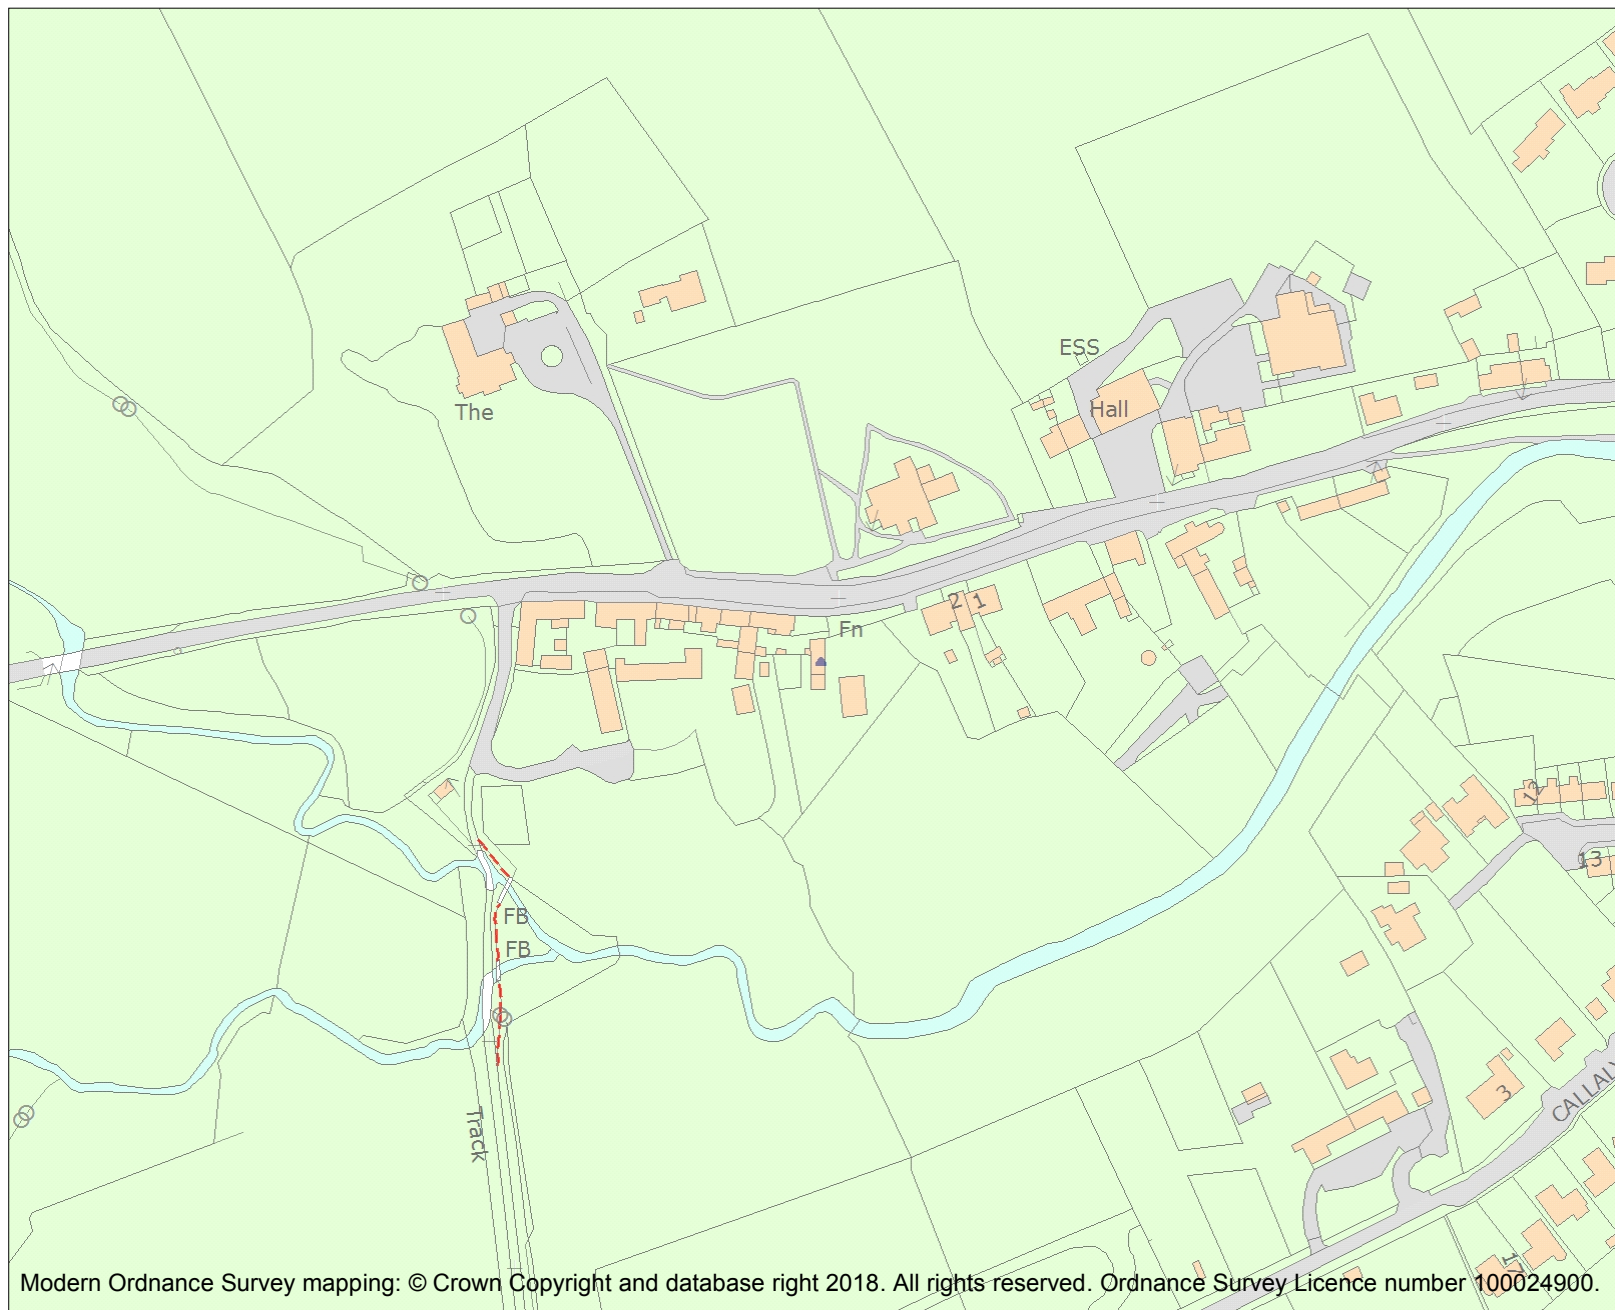 ESS
The
Hall
2 1
Fn
12
13
FB
FB
3
CALLALY
Track
17
Modern Ordnance Survey mapping: © Crown Copyright and database right 2018. All rights reserved. Ordnance Survey Licence number 100024900.